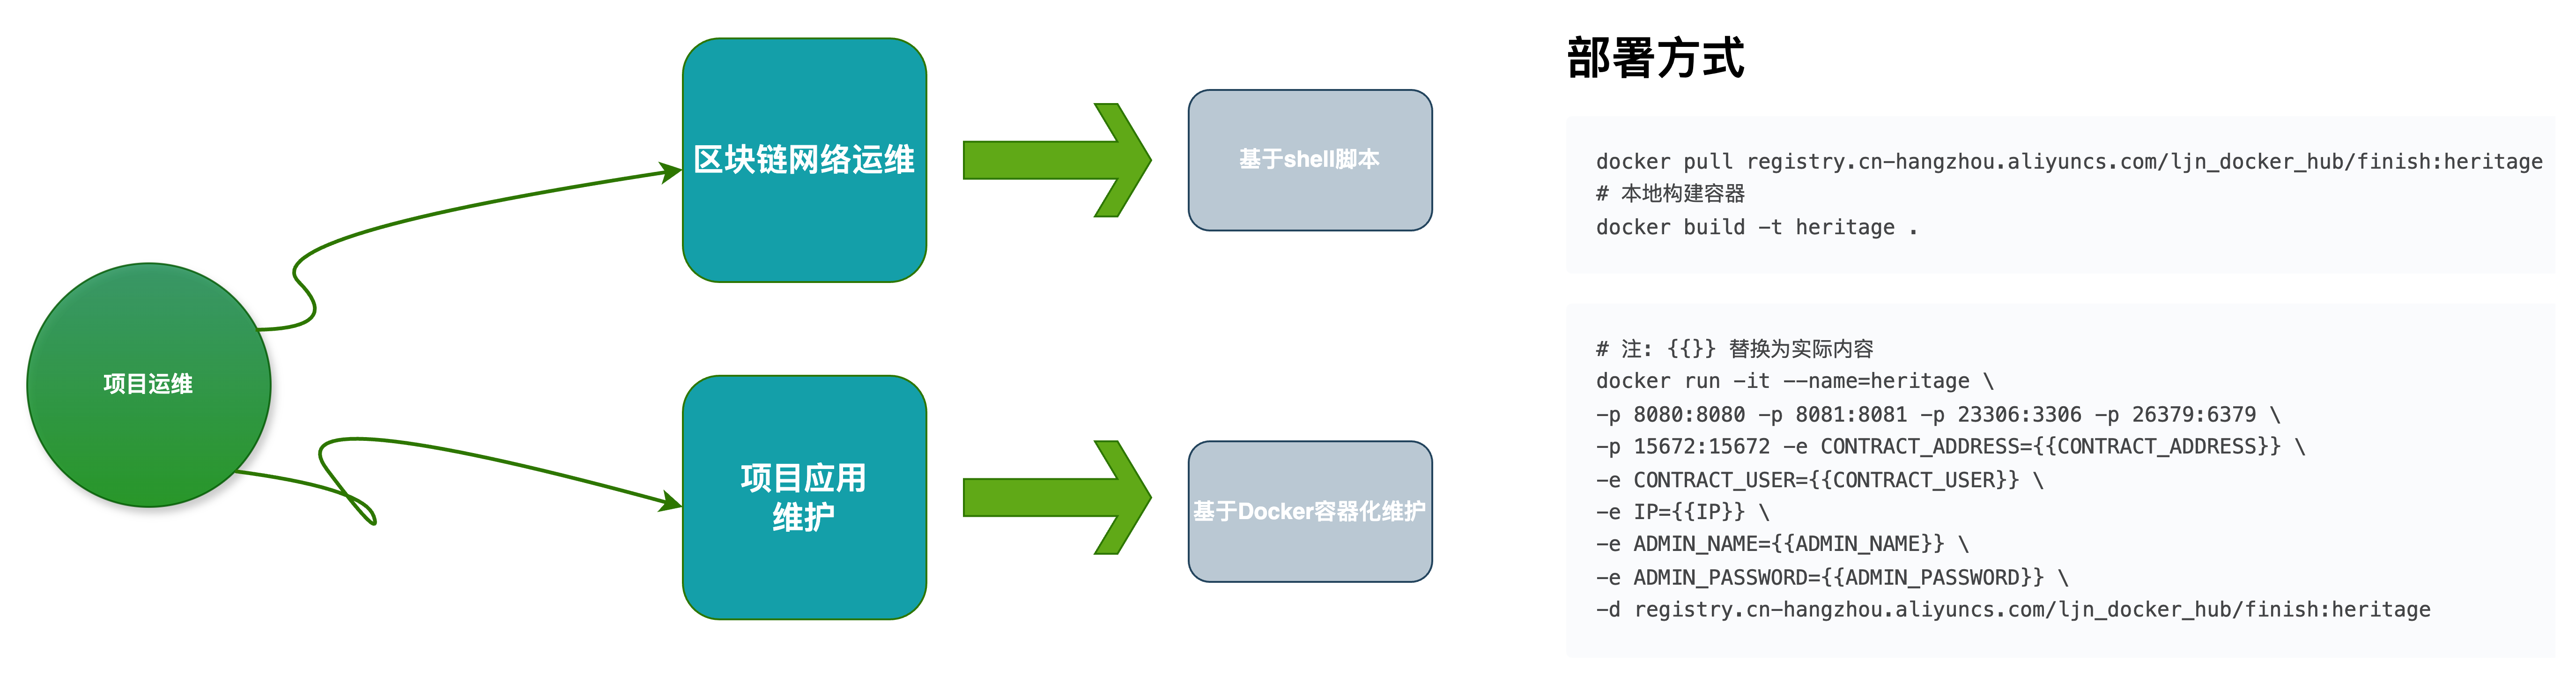 项目运维
区块链网络运维
基于shell脚本
项目应用
维护
基于Docker容器化维护
部署方式
docker pull registry.cn-hangzhou.aliyuncs.com/ljn_docker_hub/finish:heritage
# 本地构建容器
docker build -t heritage .
# 注: {{}} 替换为实际内容
docker run -it --name=heritage \
-p 8080:8080 -p 8081:8081 -p 23306:3306 -p 26379:6379 \
-p 15672:15672 -e CONTRACT_ADDRESS={{CONTRACT_ADDRESS}} \
-e CONTRACT_USER={{CONTRACT_USER}} \
-e IP={{IP}} \
-e ADMIN_NAME={{ADMIN_NAME}} \
-e ADMIN_PASSWORD={{ADMIN_PASSWORD}} \
-d registry.cn-hangzhou.aliyuncs.com/ljn_docker_hub/finish:heritage